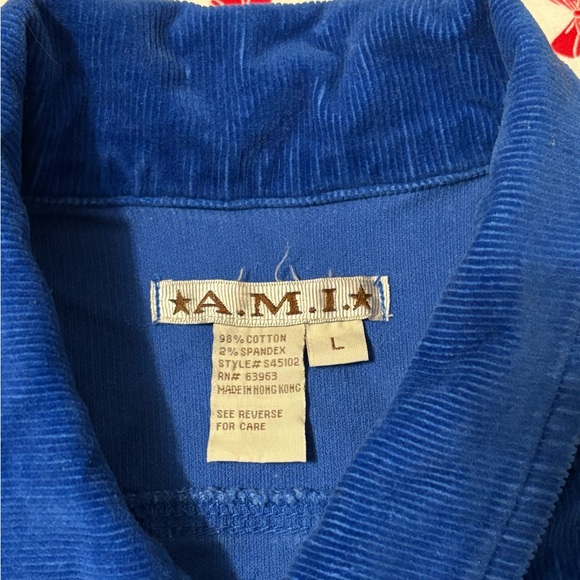 ★A.M.I.★
98% COTTON
2% SPANDEX
STYLE# S45102
RN# 63963
MADE IN HONG KONG
SEE REVERSE
FOR CARE
L